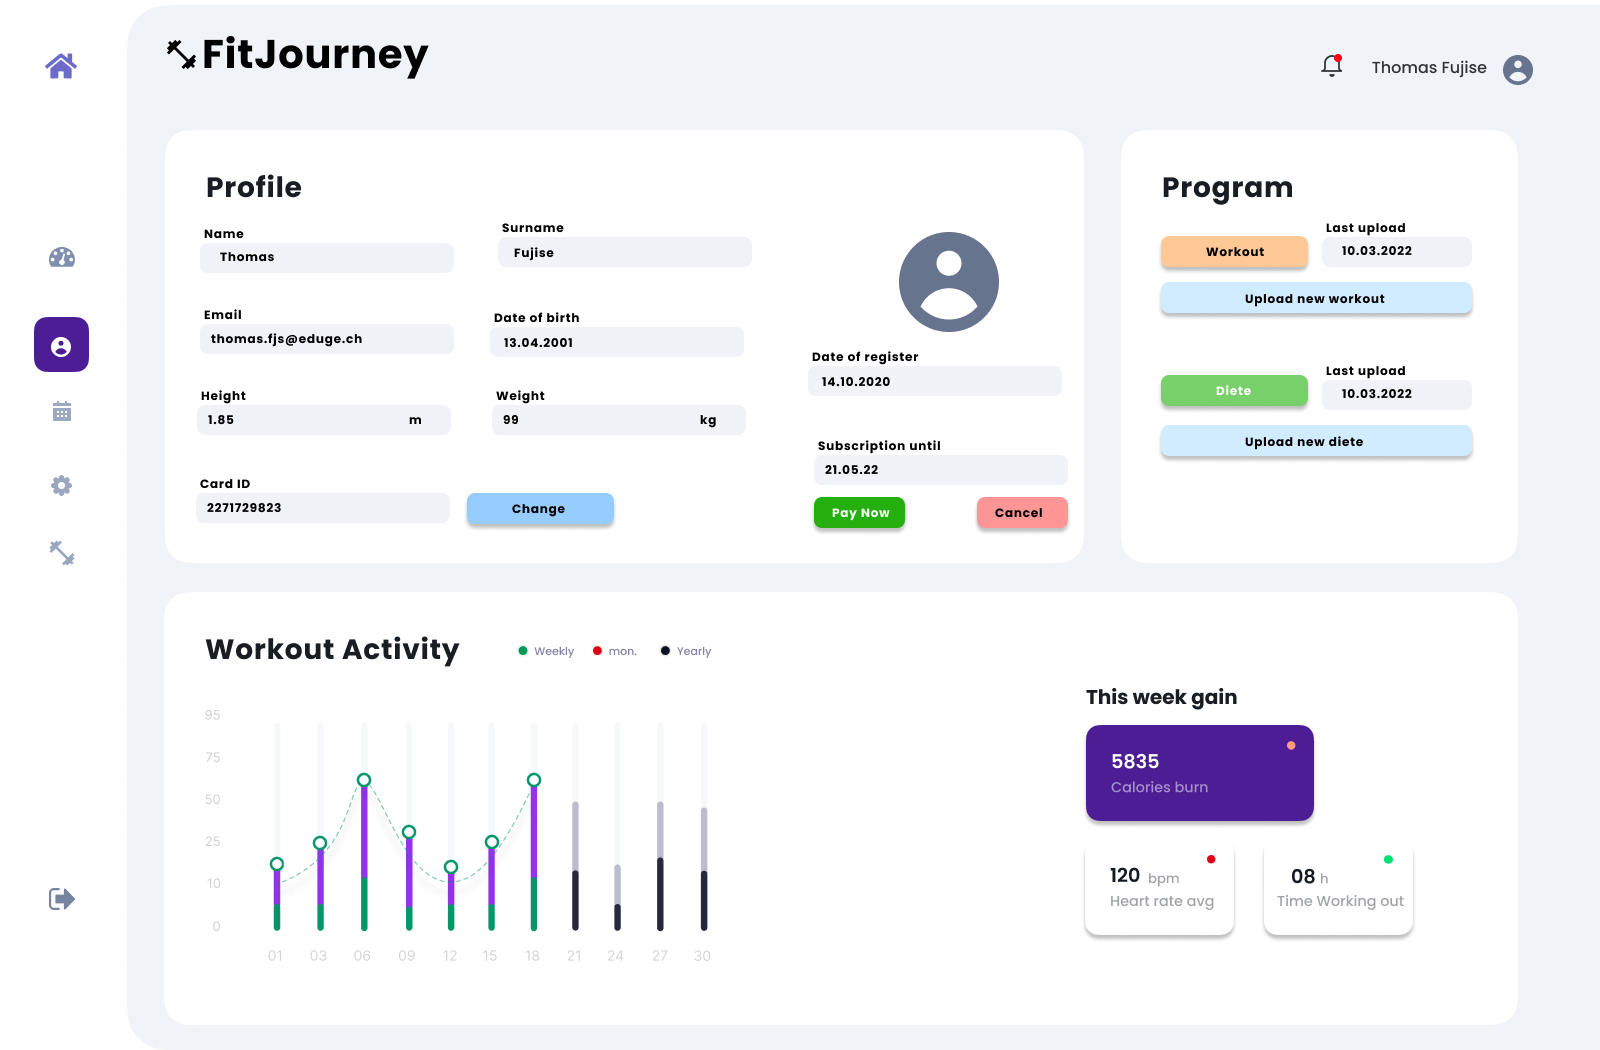 FitJourney
Thomas Fujise
Profile
Name
Thomas
Surname
Fujise
Email
thomas.fjs@eduge.ch
Date of birth
13.04.2001
Height
1.85 m
Weight
99 kg
Card ID
2271729823
Change
Date of register
14.10.2020
Subscription until
21.05.22
Pay Now
Cancel
Program
Workout
Last upload
10.03.2022
Upload new workout
Diete
Last upload
10.03.2022
Upload new diete
Workout Activity
Weekly
mon.
Yearly
95
75
50
25
10
0
01 03 06 09 12 15 18 21 24 27 30
This week gain
5835
Calories burn
120 bpm
Heart rate avg
08 h
Time Working out